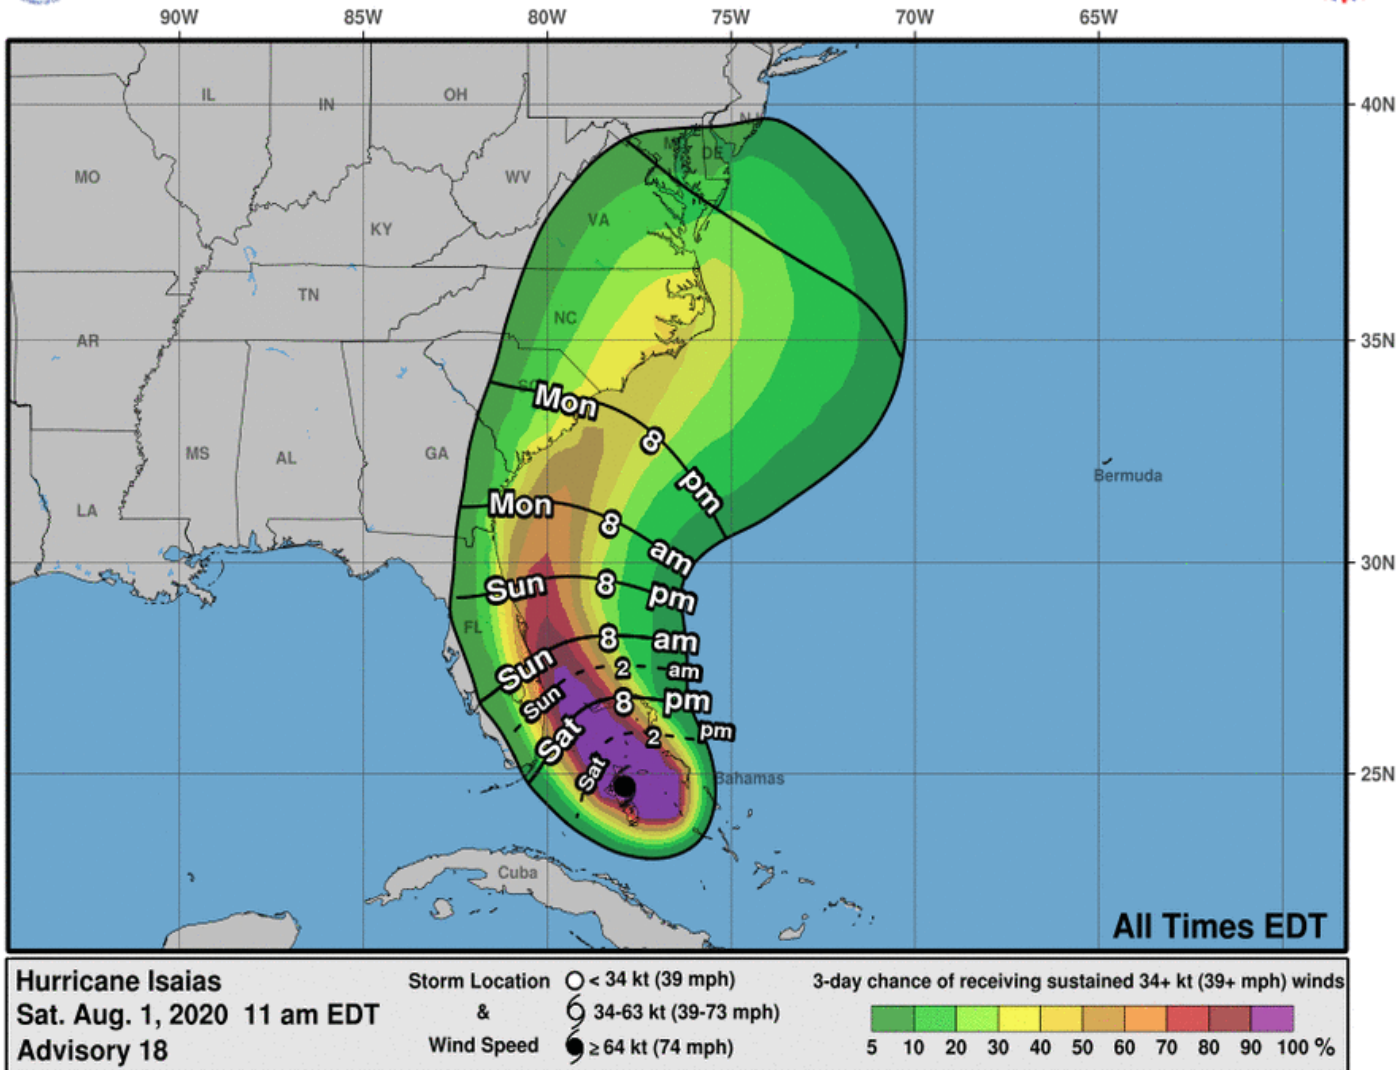 90W 85W 80W 75W 70W 65W
40N
35N
30N
25N
IL IN OH NJ
MO WV DE
KY VA
TN NC
AR
SC
MS AL GA
LA
FL
Mon 8 pm
Mon 8 am
Sun 8 pm
Sun 8 am
Sun 2 am
Sat 8 pm
Sat 2 pm
Bermuda
Bahamas
Cuba
All Times EDT
Hurricane Isaias
Sat. Aug. 1, 2020 11 am EDT
Advisory 18
Storm Location
&
Wind Speed
< 34 kt (39 mph)
34-63 kt (39-73 mph)
≥ 64 kt (74 mph)
3-day chance of receiving sustained 34+ kt (39+ mph) winds
5 10 20 30 40 50 60 70 80 90 100 %